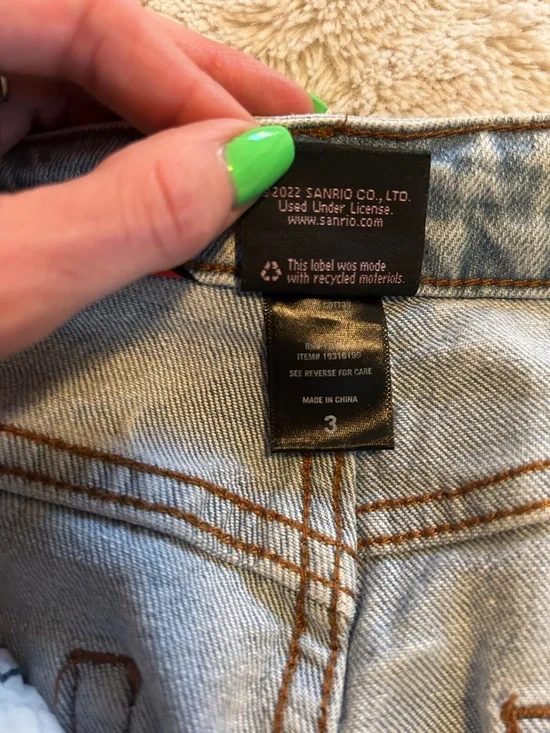 2022 SANRIO CO., LTD.
Used Under License.
www.sanrio.com
This label was made
with recycled materials.
ITEM# 19316190
SEE REVERSE FOR CARE
MADE IN CHINA
3